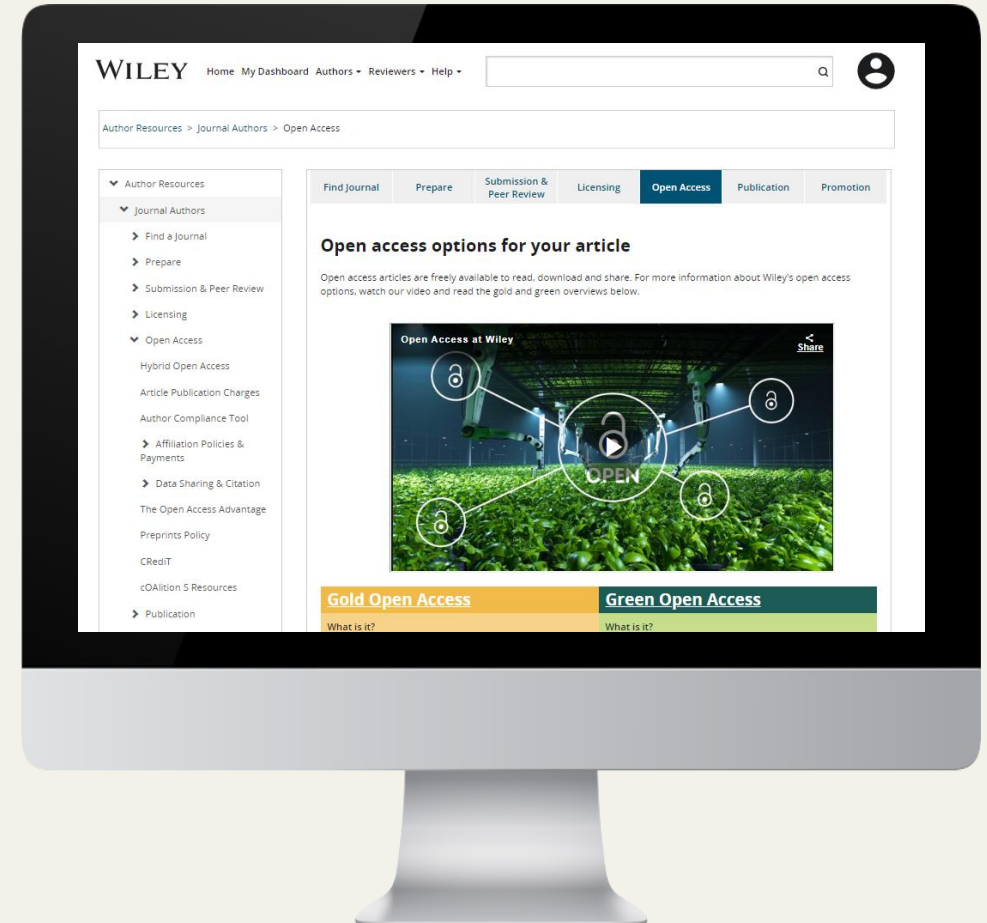 WILEY
Home My Dashboard Authors Reviewers Help
Author Resources > Journal Authors > Open Access
Author Resources
Journal Authors
Find a Journal
Prepare
Submission & Peer Review
Licensing
Open Access
Hybrid Open Access
Article Publication Charges
Author Compliance Tool
Affiliation Policies &
Payments
Data Sharing & Citation
The Open Access Advantage
Preprints Policy
CRediT
cOAlition S Resources
Publication
Find Journal
Prepare
Submission &
Peer Review
Licensing
Open Access
Publication
Promotion
Open access options for your article
Open access articles are freely available to read, download and share. For more information about Wiley's open access
options, watch our video and read the gold and green overviews below.
Open Access at Wiley
Share
OPEN
Gold Open Access
What is it?
Green Open Access
What is it?